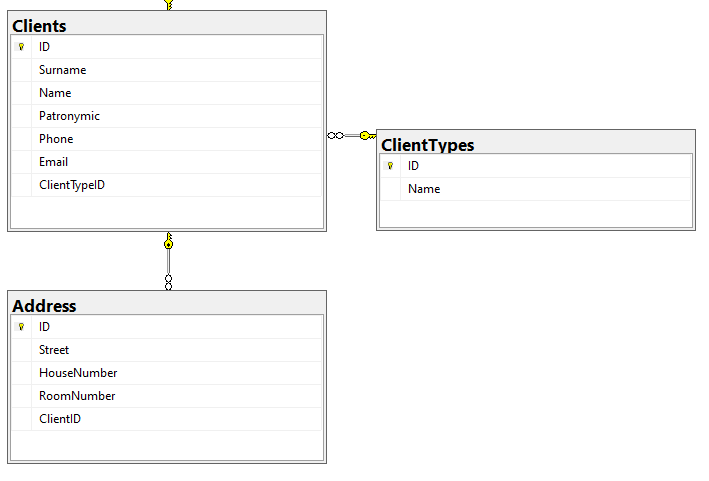 Clients
ID
Surname
Name
Patronymic
Phone
Email
ClientTypeID
ClientTypes
ID
Name
Address
ID
Street
HouseNumber
RoomNumber
ClientID